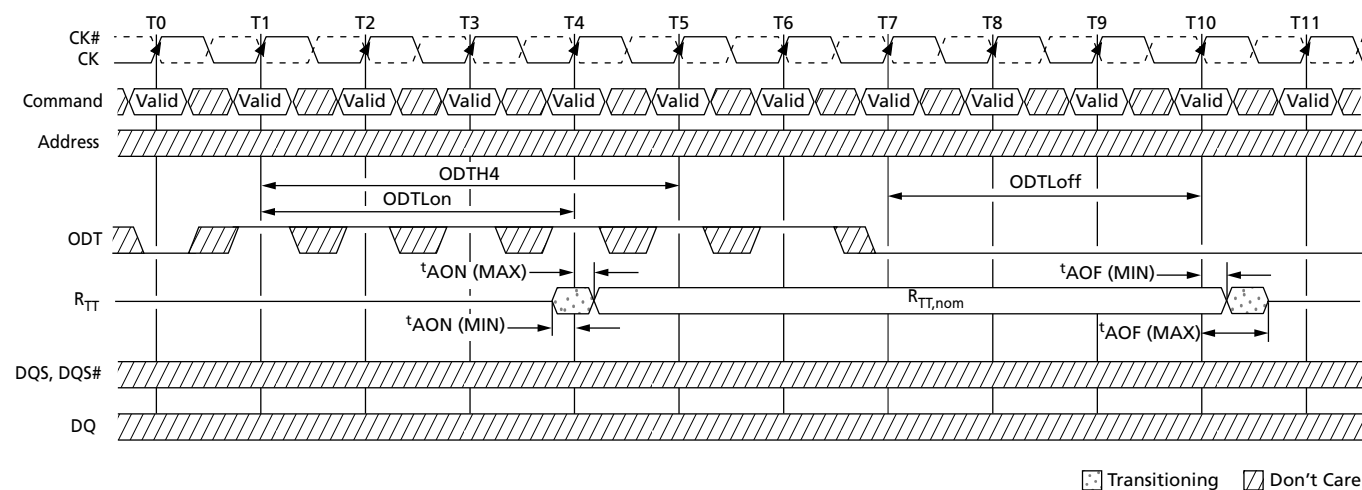 T0 T1 T2 T3 T4 T5 T6 T7 T8 T9 T10 T11
CK#
CK
Command Valid Valid Valid Valid Valid Valid Valid Valid Valid Valid Valid Valid
Address
ODTH4
ODTLoff
ODTLon
ODT
tAON (MAX) tAOF (MIN)
RTT RTT,nom
tAON (MIN) tAOF (MAX)
DQS, DQS#
DQ
Transitioning Don't Care